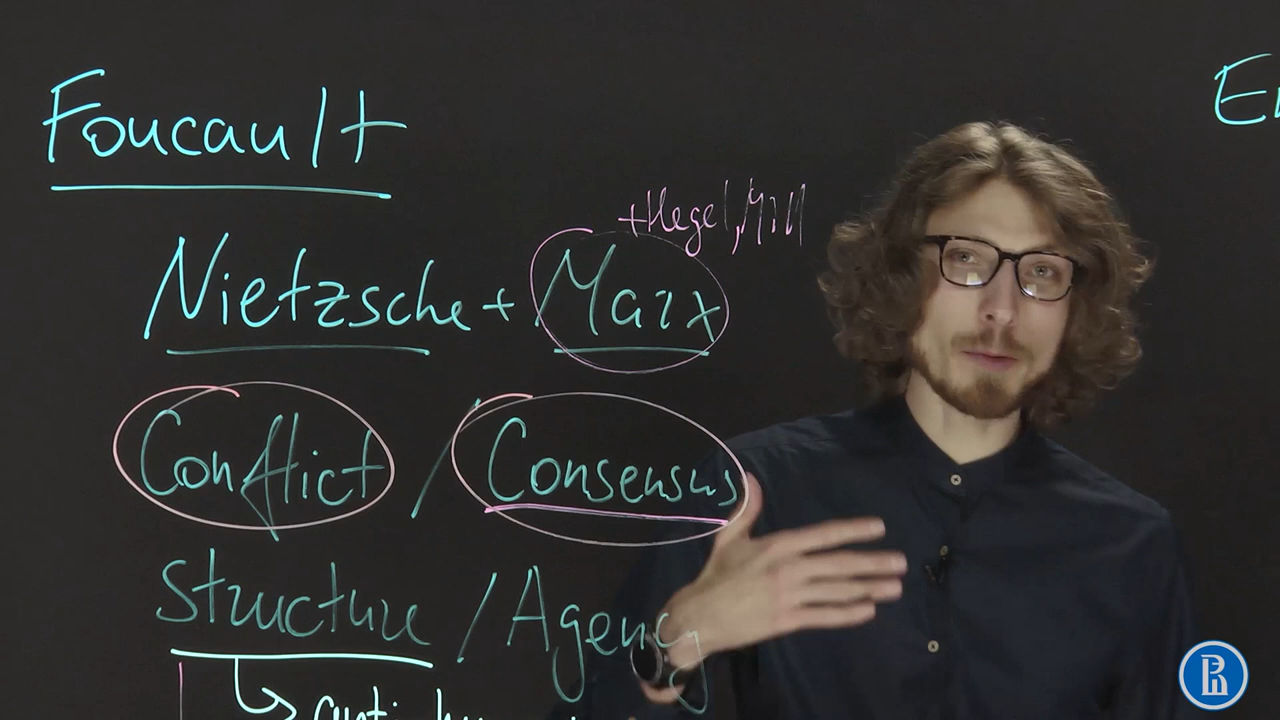 Foucault
+Hegel, Mill
Nietzsche + Marx
Conflict / Consensus
Structure / Agency